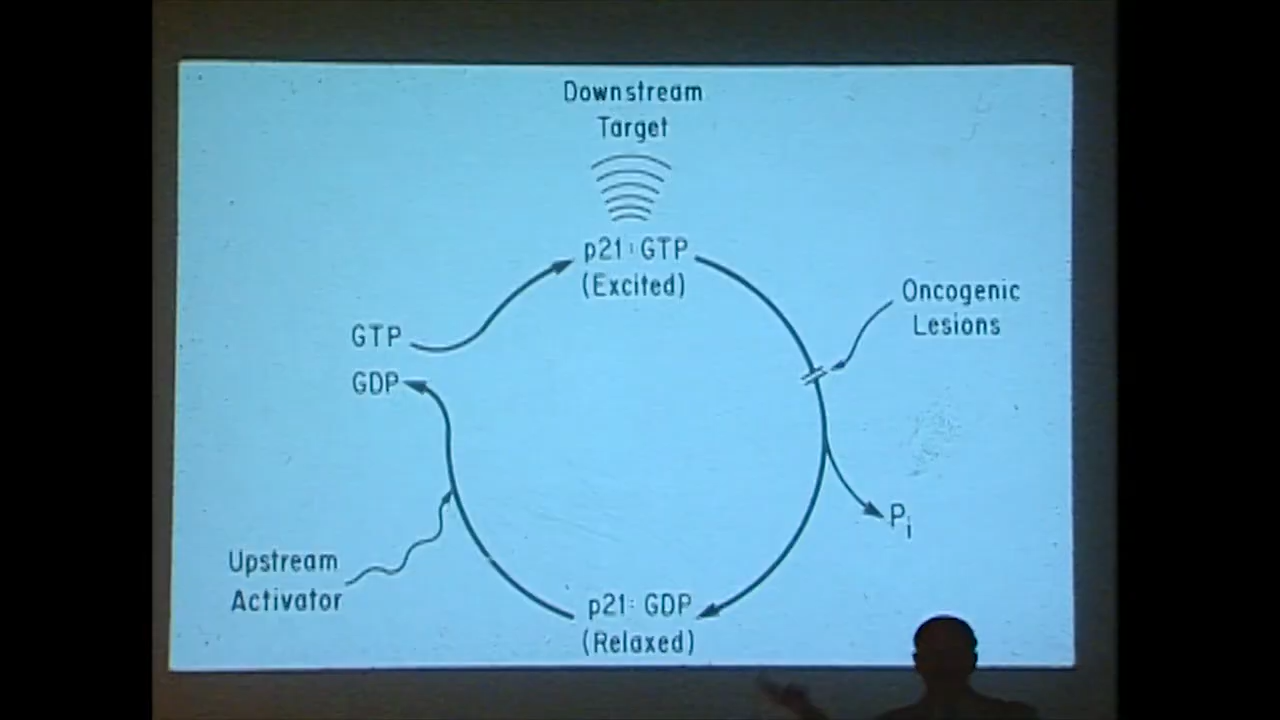 Downstream
Target
p21:GTP
(Excited)
Oncogenic
Lesions
GTP
GDP
Pi
Upstream
Activator
p21:GDP
(Relaxed)